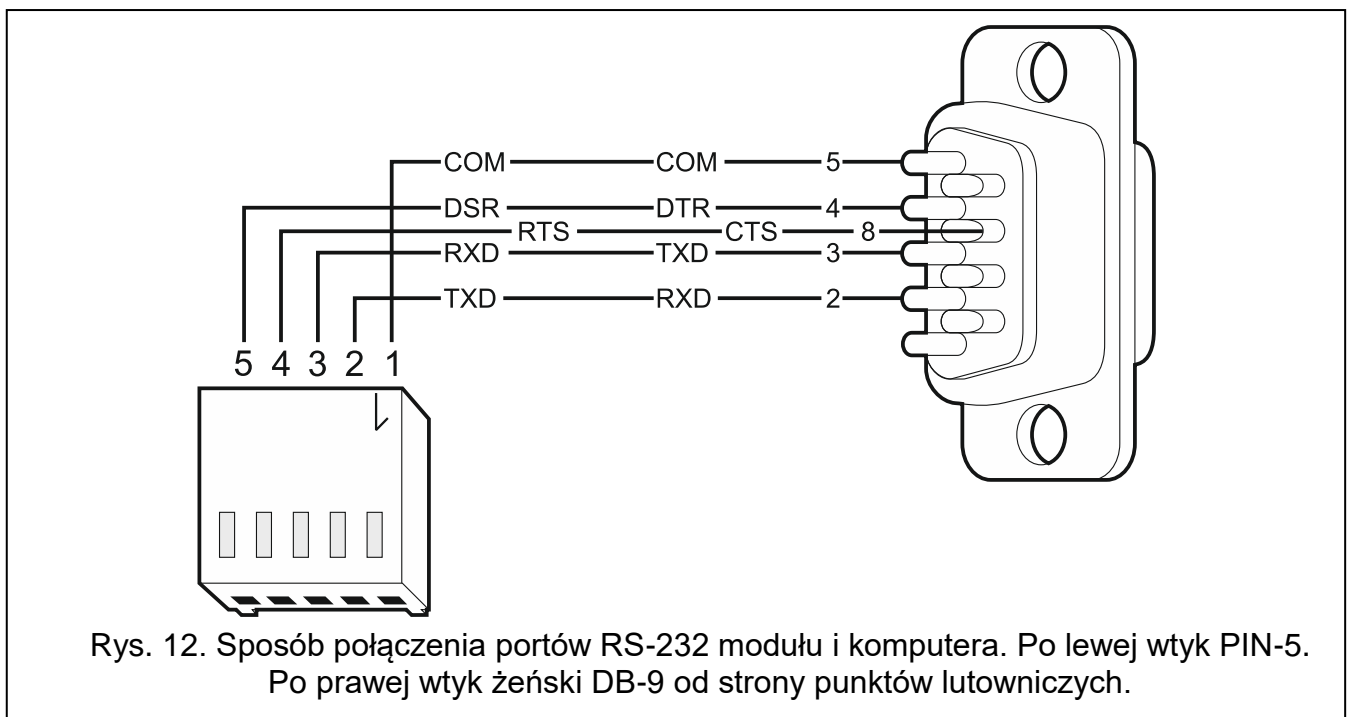 COM COM 5
DSR DTR 4
RTS CTS 8
RXD TXD 3
TXD RXD 2
5 4 3 2 1
Rys. 12. Sposób połączenia portów RS-232 modułu i komputera. Po lewej wtyk PIN-5.
Po prawej wtyk żeński DB-9 od strony punktów lutowniczych.